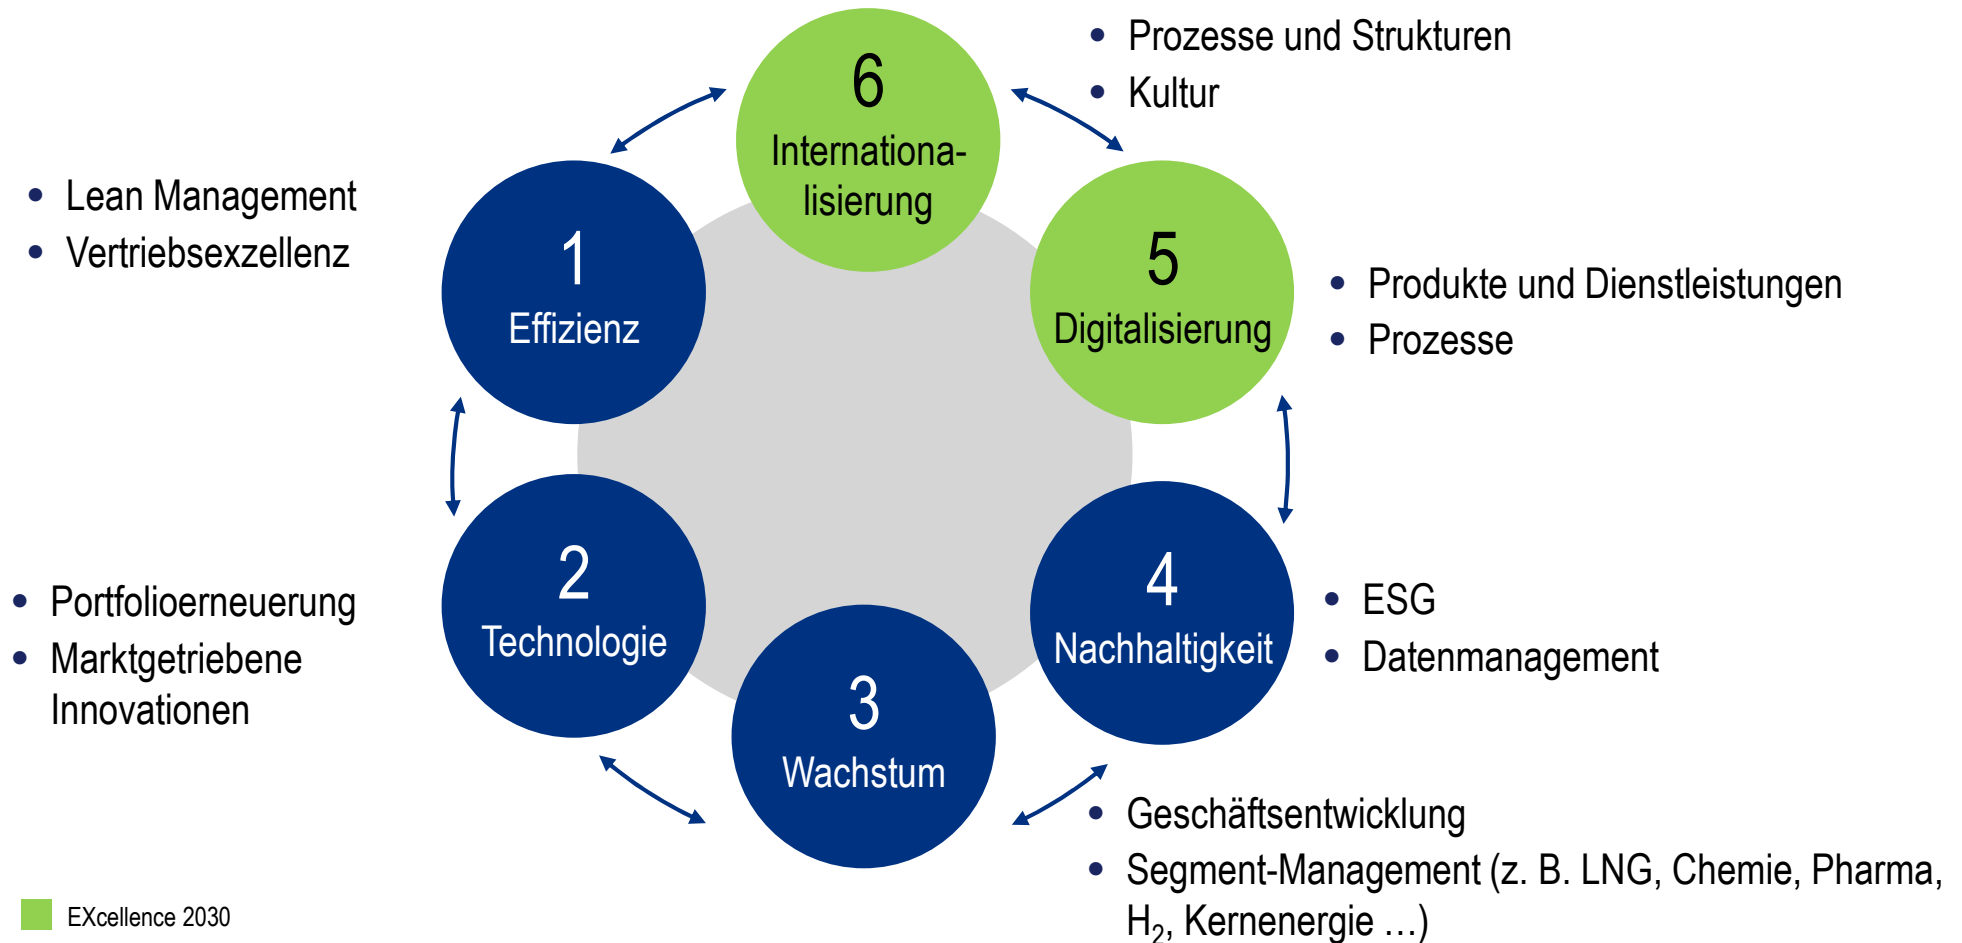 6
Internationa-
lisierung
• Prozesse und Strukturen
• Kultur
• Lean Management
• Vertriebsexzellenz
1
Effizienz
5
Digitalisierung
• Produkte und Dienstleistungen
• Prozesse
• Portfolioerneuerung
• Marktgetriebene
Innovationen
2
Technologie
4
Nachhaltigkeit
• ESG
• Datenmanagement
3
Wachstum
• Geschäftsentwicklung
• Segment-Management (z. B. LNG, Chemie, Pharma,
H₂, Kernenergie …)
EXcellence 2030